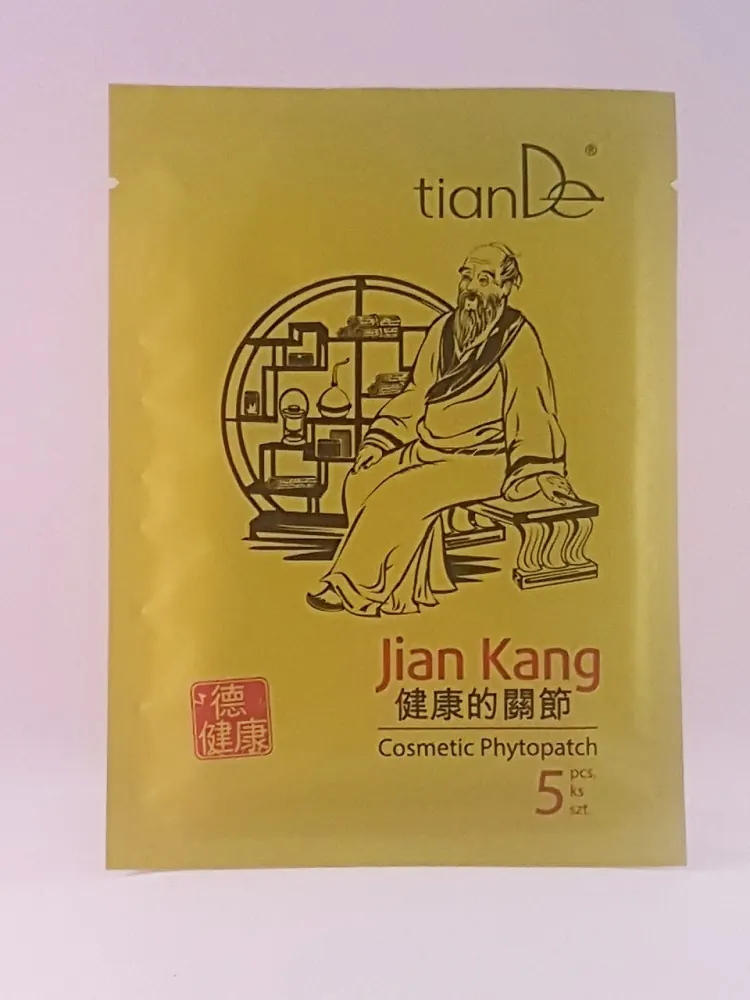 tianDe®
Jian Kang
健康的關節
德
健康
Cosmetic Phytopatch
5 pcs.
ks
szt.